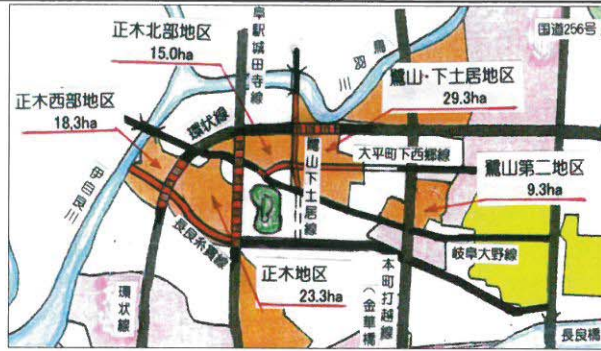 正木北部地区
15.0ha
阜駅城田寺線
鳥羽川
国道256号
鷺山・下土居地区
29.3ha
正木西部地区
18,3ha
環状線
鷺山下土居線
大平町下西郷線
鷺山第二地区
9.3ha
伊自良川
長良糸貫線
岐阜大野線
正木地区
23.3ha
環状線
本町打越線
（金華橋
長良橋